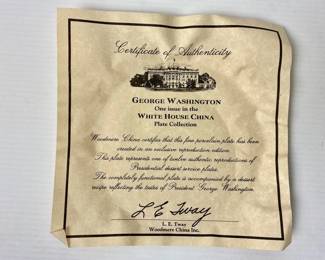 Certificate of Authenticity
GEORGE WASHINGTON
One issue in the
WHITE HOUSE CHINA
Plate Collection
Woodmere China certifies that this fine porcelain plate has been
created in an exclusive reproduction edition.
This plate represents one of twelve authentic reproductions of
Presidential dessert service plates.
The completely functional plate is accompanied by a dessert
recipe reflecting the tastes of President George Washington.
L E Tway
L. E. Tway
Woodmere China Inc.